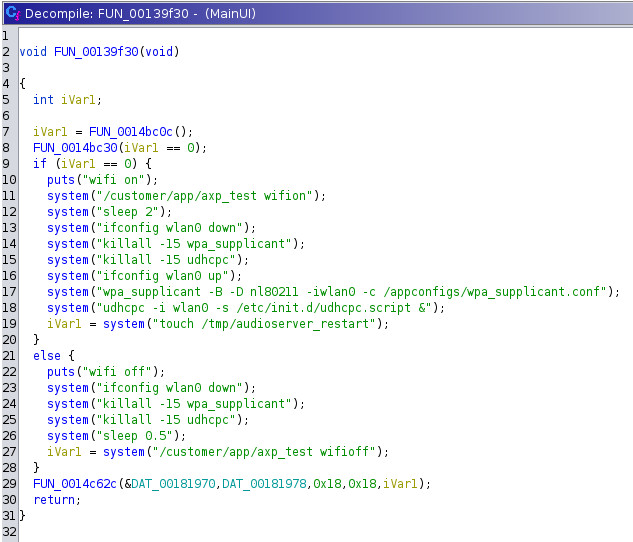 Decompile: FUN_00139f30 - (MainUI)
1
2 void FUN_00139f30(void)
3
4 {
5   int iVar1;
6
7   iVar1 = FUN_0014bc0c();
8   FUN_0014bc30(iVar1 == 0);
9   if (iVar1 == 0) {
10     puts("wifi on");
11     system("/customer/app/axp_test wifion");
12     system("sleep 2");
13     system("ifconfig wlan0 down");
14     system("killall -15 wpa_supplicant");
15     system("killall -15 udhcpc");
16     system("ifconfig wlan0 up");
17     system("wpa_supplicant -B -D nl80211 -iwlan0 -c /appconfigs/wpa_supplicant.conf");
18     system("udhcpc -i wlan0 -s /etc/init.d/udhcpc.script &");
19     iVar1 = system("touch /tmp/audioserver_restart");
20   }
21   else {
22     puts("wifi off");
23     system("ifconfig wlan0 down");
24     system("killall -15 wpa_supplicant");
25     system("killall -15 udhcpc");
26     system("sleep 0.5");
27     iVar1 = system("/customer/app/axp_test wifioff");
28   }
29   FUN_0014c62c(&DAT_00181970,DAT_00181978,0x18,0x18,iVar1);
30   return;
31 }
32